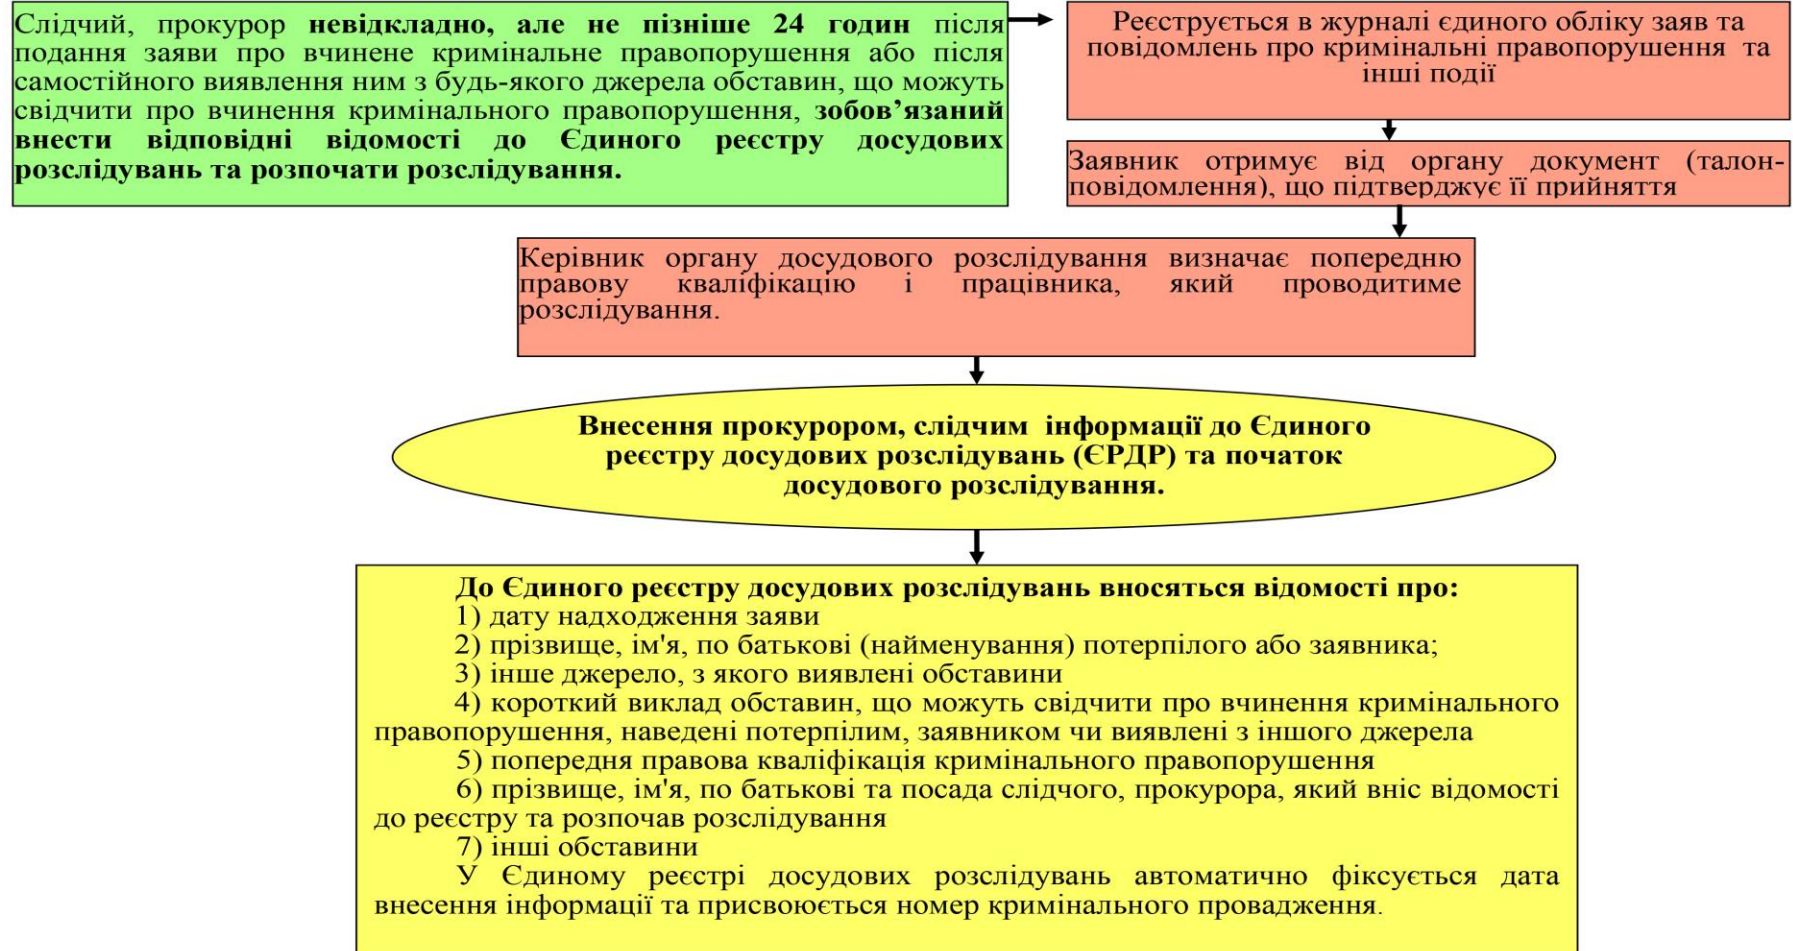 Слідчий, прокурор невідкладно, але не пізніше 24 годин після
подання заяви про вчинене кримінальне правопорушення або після
самостійного виявлення ним з будь-якого джерела обставин, що можуть
свідчити про вчинення кримінального правопорушення, зобов’язаний
внести відповідні відомості до Єдиного реєстру досудових
розслідувань та розпочати розслідування.
Реєструється в журналі єдиного обліку заяв та
повідомлень про кримінальні правопорушення та
інші події
Заявник отримує від органу документ (талон-
повідомлення), що підтверджує її прийняття
Керівник органу досудового розслідування визначає попередню
правову кваліфікацію і працівника, який проводитиме
розслідування.
Внесення прокурором, слідчим інформації до Єдиного
реєстру досудових розслідувань (ЄРДР) та початок
досудового розслідування.
До Єдиного реєстру досудових розслідувань вносяться відомості про:
1) дату надходження заяви
2) прізвище, ім'я, по батькові (найменування) потерпілого або заявника;
3) інше джерело, з якого виявлені обставини
4) короткий виклад обставин, що можуть свідчити про вчинення кримінального
правопорушення, наведені потерпілим, заявником чи виявлені з іншого джерела
5) попередня правова кваліфікація кримінального правопорушення
6) прізвище, ім'я, по батькові та посада слідчого, прокурора, який вніс відомості
до реєстру та розпочав розслідування
7) інші обставини
У Єдиному реєстрі досудових розслідувань автоматично фіксується дата
внесення інформації та присвоюється номер кримінального провадження.